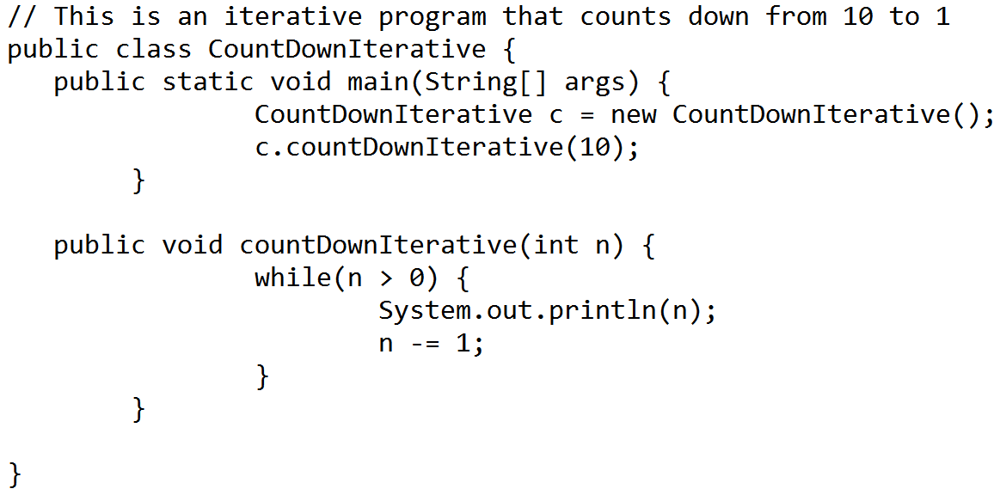 // This is an iterative program that counts down from 10 to 1
public class CountDownIterative {
   public static void main(String[] args) {
                CountDownIterative c = new CountDownIterative();
                c.countDownIterative(10);
        }

   public void countDownIterative(int n) {
                while(n > 0) {
                        System.out.println(n);
                        n -= 1;
                }
        }

}